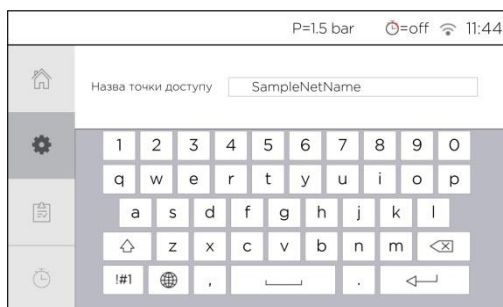 P=1.5 bar =off 11:44
Назва точки доступу SampleNetName
1 2 3 4 5 6 7 8 9 0
q w e r t y u i o p
a s d f g h j k l
z x c v b n m
!#1 , .